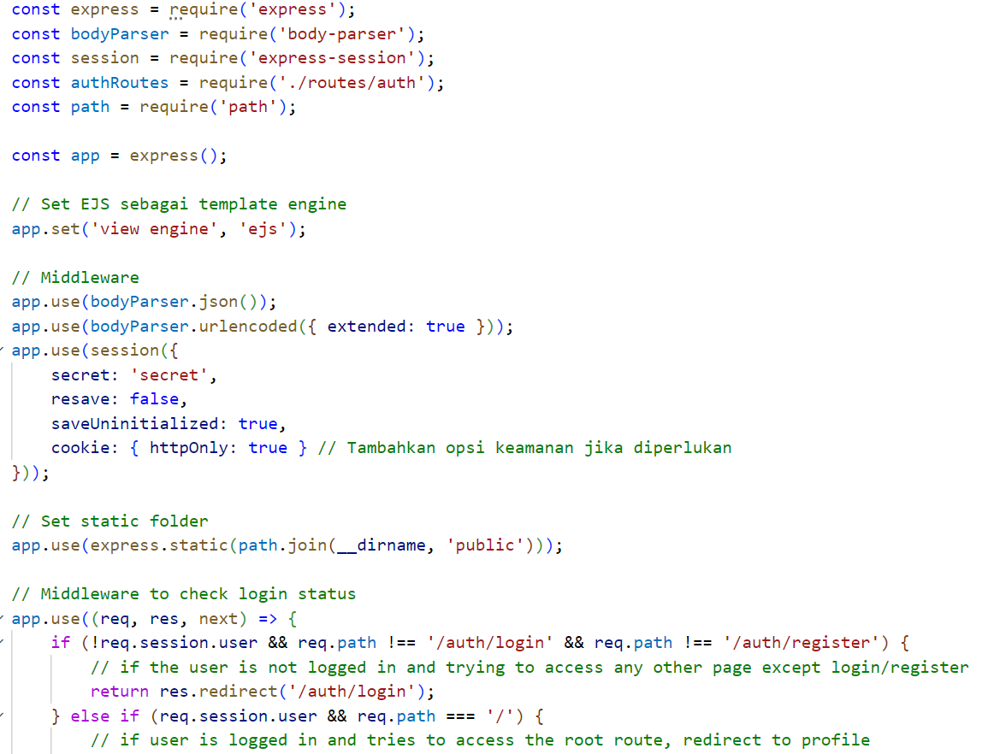 const express = require('express');
const bodyParser = require('body-parser');
const session = require('express-session');
const authRoutes = require('./routes/auth');
const path = require('path');

const app = express();

// Set EJS sebagai template engine
app.set('view engine', 'ejs');

// Middleware
app.use(bodyParser.json());
app.use(bodyParser.urlencoded({ extended: true }));
app.use(session({
    secret: 'secret',
    resave: false,
    saveUninitialized: true,
    cookie: { httpOnly: true } // Tambahkan opsi keamanan jika diperlukan
}));

// Set static folder
app.use(express.static(path.join(__dirname, 'public')));

// Middleware to check login status
app.use((req, res, next) => {
    if (!req.session.user && req.path !== '/auth/login' && req.path !== '/auth/register') {
        // if the user is not logged in and trying to access any other page except login/register
        return res.redirect('/auth/login');
    } else if (req.session.user && req.path === '/') {
        // if user is logged in and tries to access the root route, redirect to profile